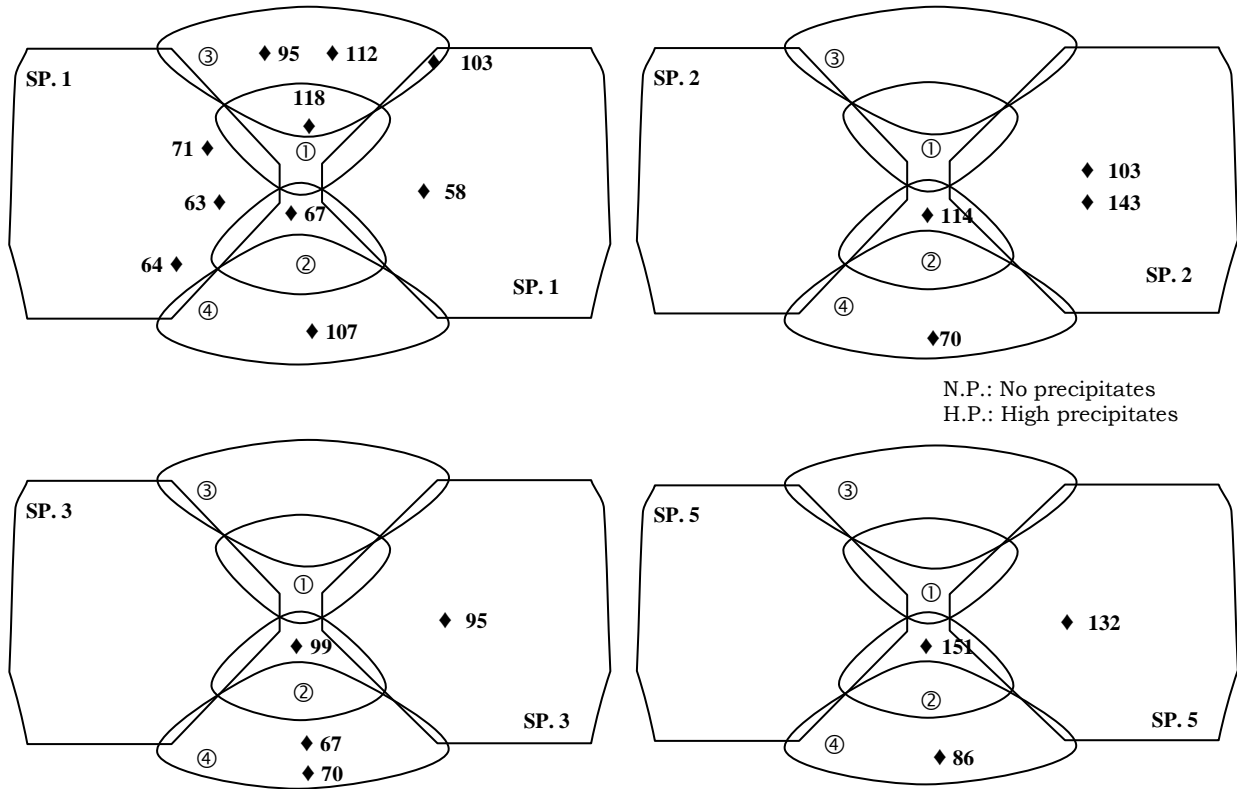 ③ 95 112 103
SP. 1
118
71 ①
63 67 58
64 ②
SP. 1
④ 107
③
SP. 2
①
103
143
114
②
SP. 2
④
70
N.P.: No precipitates
H.P.: High precipitates
③
SP. 3
①
99 95
②
SP. 3
④ 67
70
③
SP. 5
①
132
151
②
SP. 5
④ 86